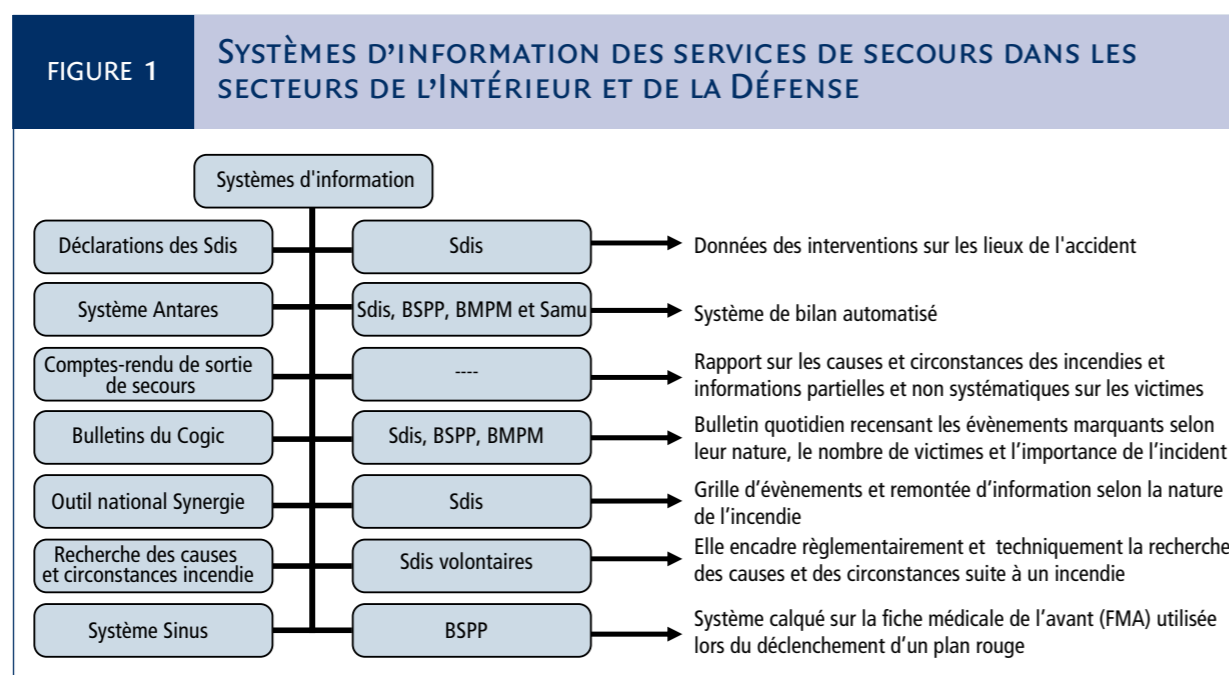 FIGURE 1
SYSTÈMES D'INFORMATION DES SERVICES DE SECOURS DANS LES
SECTEURS DE L'INTÉRIEUR ET DE LA DÉFENSE
Systèmes d'information
Déclarations des Sdis
Sdis
Données des interventions sur les lieux de l'accident
Système Antares
Sdis, BSPP, BMPM et Samu
Système de bilan automatisé
Comptes-rendu de sortie
de secours
----
Rapport sur les causes et circonstances des incendies et
informations partielles et non systématiques sur les victimes
Bulletins du Cogic
Sdis, BSPP, BMPM
Bulletin quotidien recensant les évènements marquants selon
leur nature, le nombre de victimes et l'importance de l'incident
Outil national Synergie
Sdis
Grille d'évènements et remontée d'information selon la nature
de l'incendie
Recherche des causes
et circonstances incendie
Sdis volontaires
Elle encadre règlementairement et techniquement la recherche
des causes et des circonstances suite à un incendie
Système Sinus
BSPP
Système calqué sur la fiche médicale de l'avant (FMA) utilisée
lors du déclenchement d'un plan rouge